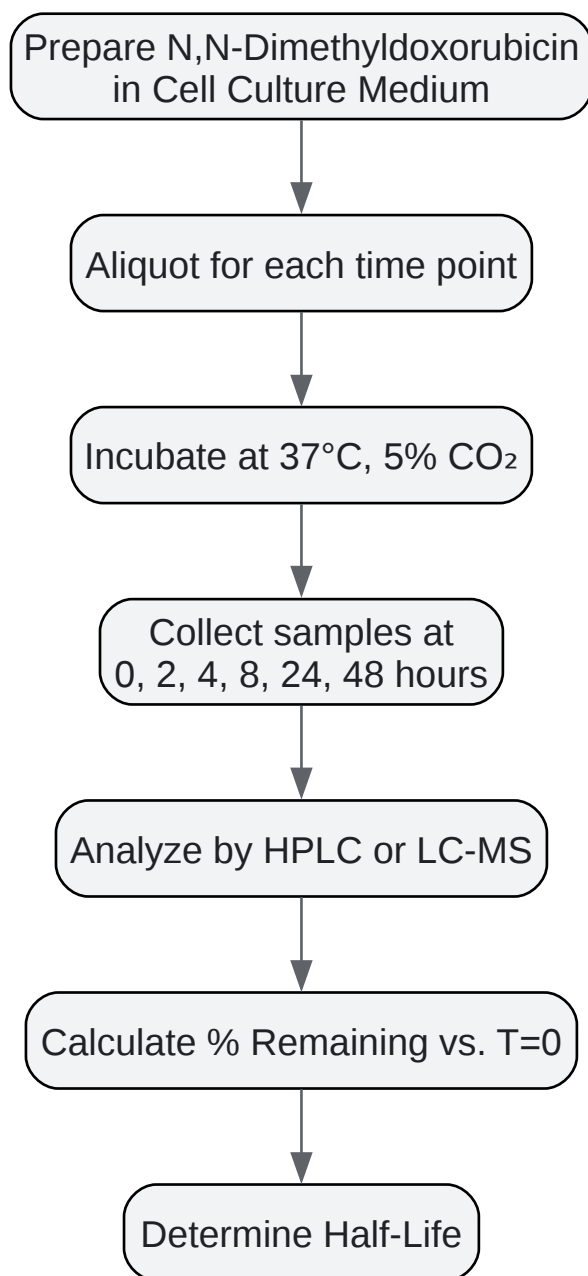 Prepare N,N-Dimethyldoxorubicin
in Cell Culture Medium
Aliquot for each time point
Incubate at 37°C, 5% CO₂
Collect samples at
0, 2, 4, 8, 24, 48 hours
Analyze by HPLC or LC-MS
Calculate % Remaining vs. T=0
Determine Half-Life